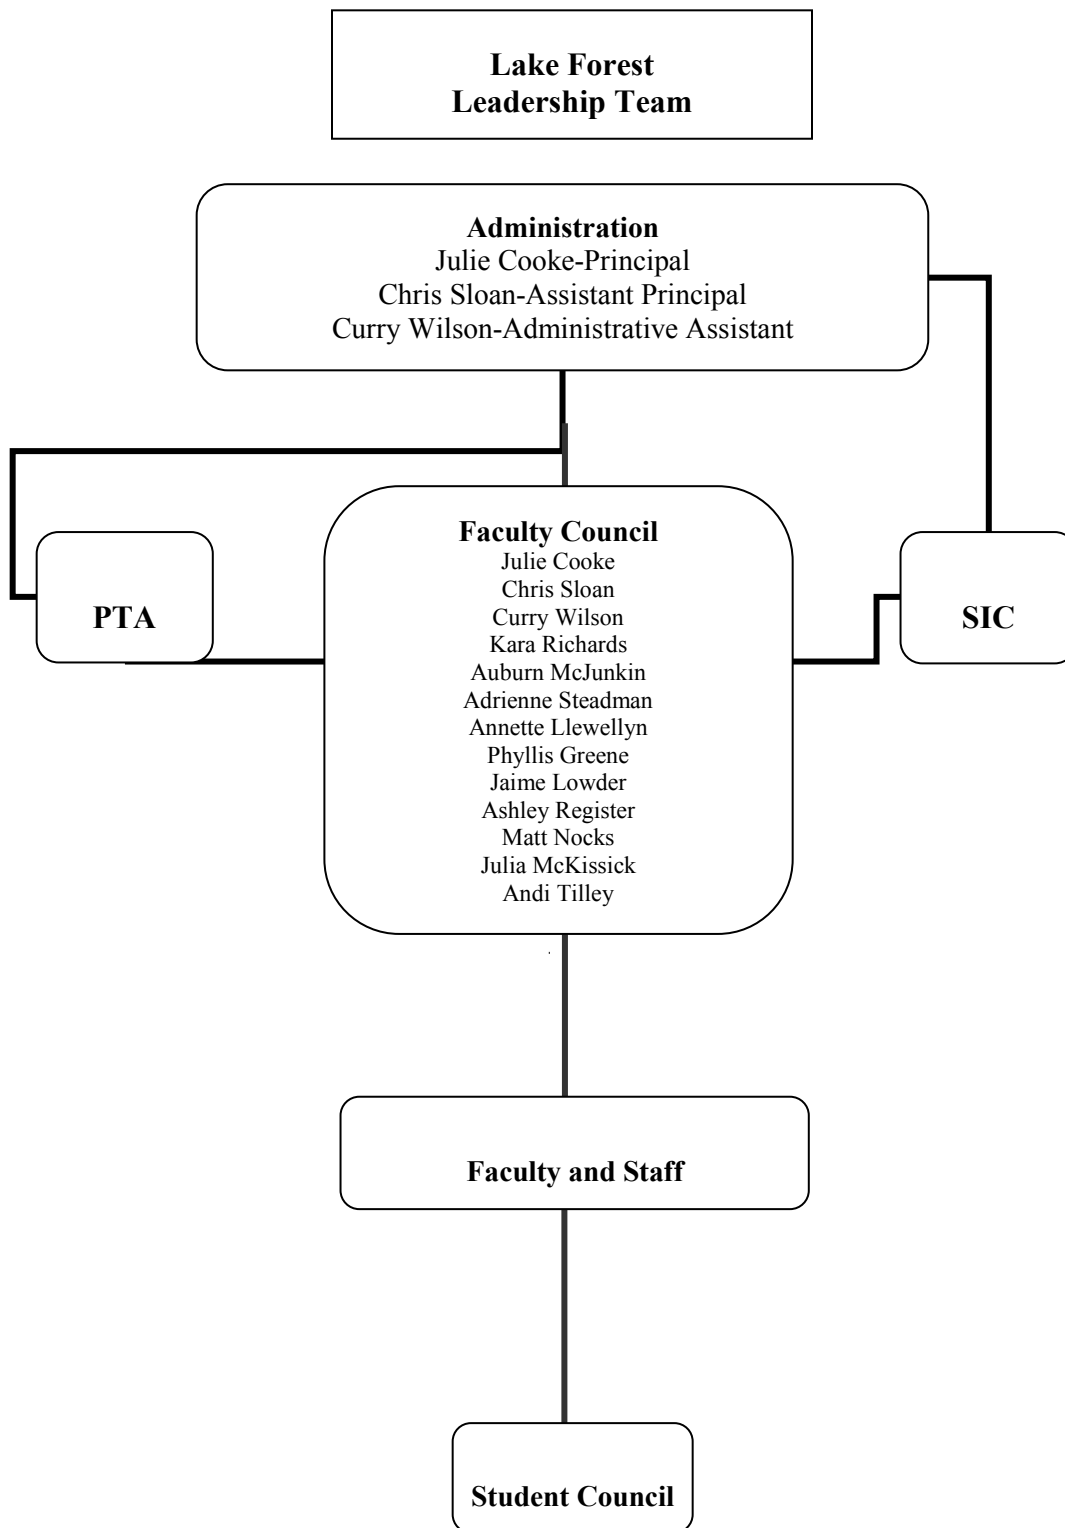 Lake Forest
Leadership Team
Administration
Julie Cooke-Principal
Chris Sloan-Assistant Principal
Curry Wilson-Administrative Assistant
Faculty Council
Julie Cooke
Chris Sloan
Curry Wilson
Kara Richards
Auburn McJunkin
Adrienne Steadman
Annette Llewellyn
Phyllis Greene
Jaime Lowder
Ashley Register
Matt Nocks
Julia McKissick
Andi Tilley
PTA
SIC
Faculty and Staff
Student Council